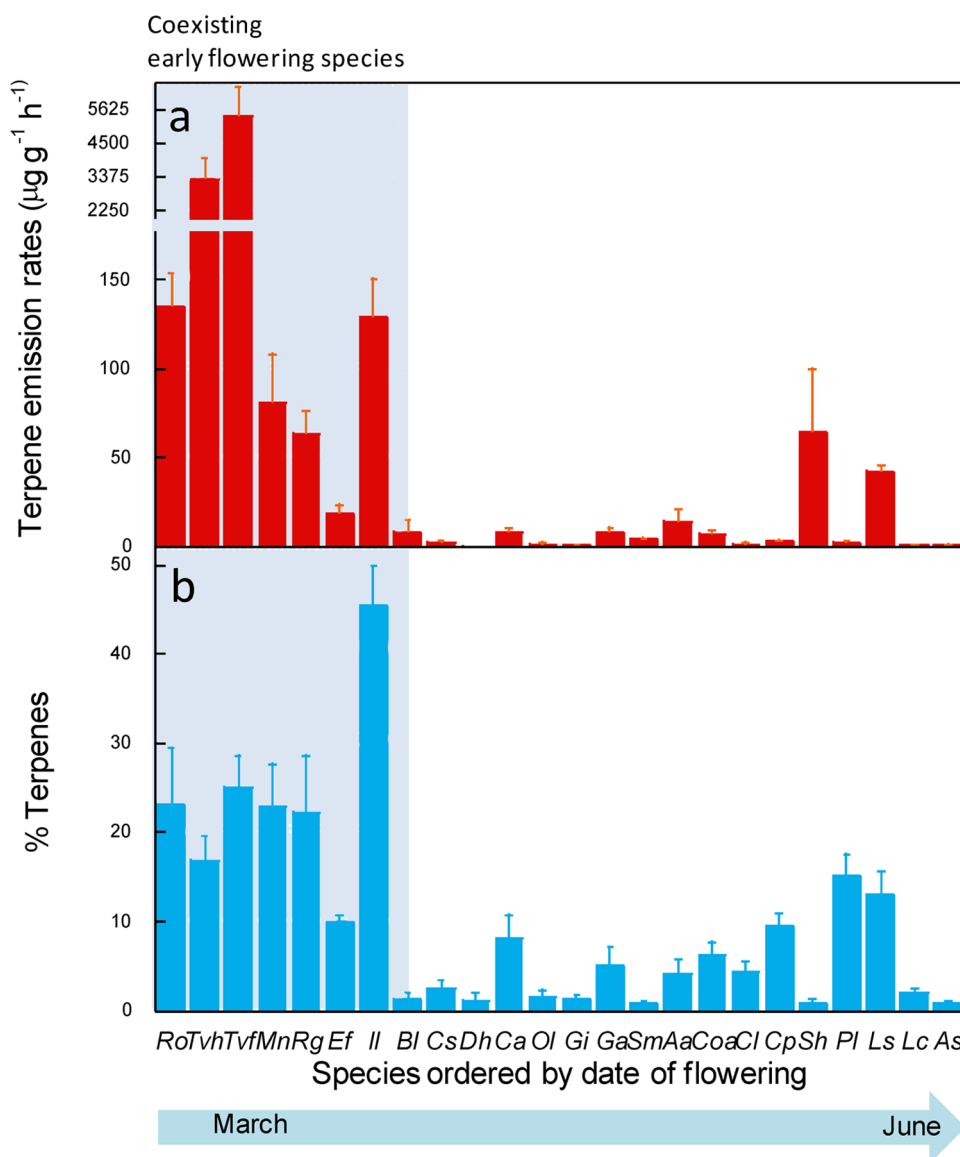 Coexisting
early flowering species
a
5625
4500
3375
2250
150
100
50
0
Terpene emission rates (µg g⁻¹ h⁻¹)
b
50
40
30
20
10
0
% Terpenes
Ro Tvh Tvf Mn Rg Ef Il Bl Cs Dh Ca Ol Gi Ga Sm Aa Coa Cl Cp Sh Pl Ls Lc As
Species ordered by date of flowering
March June